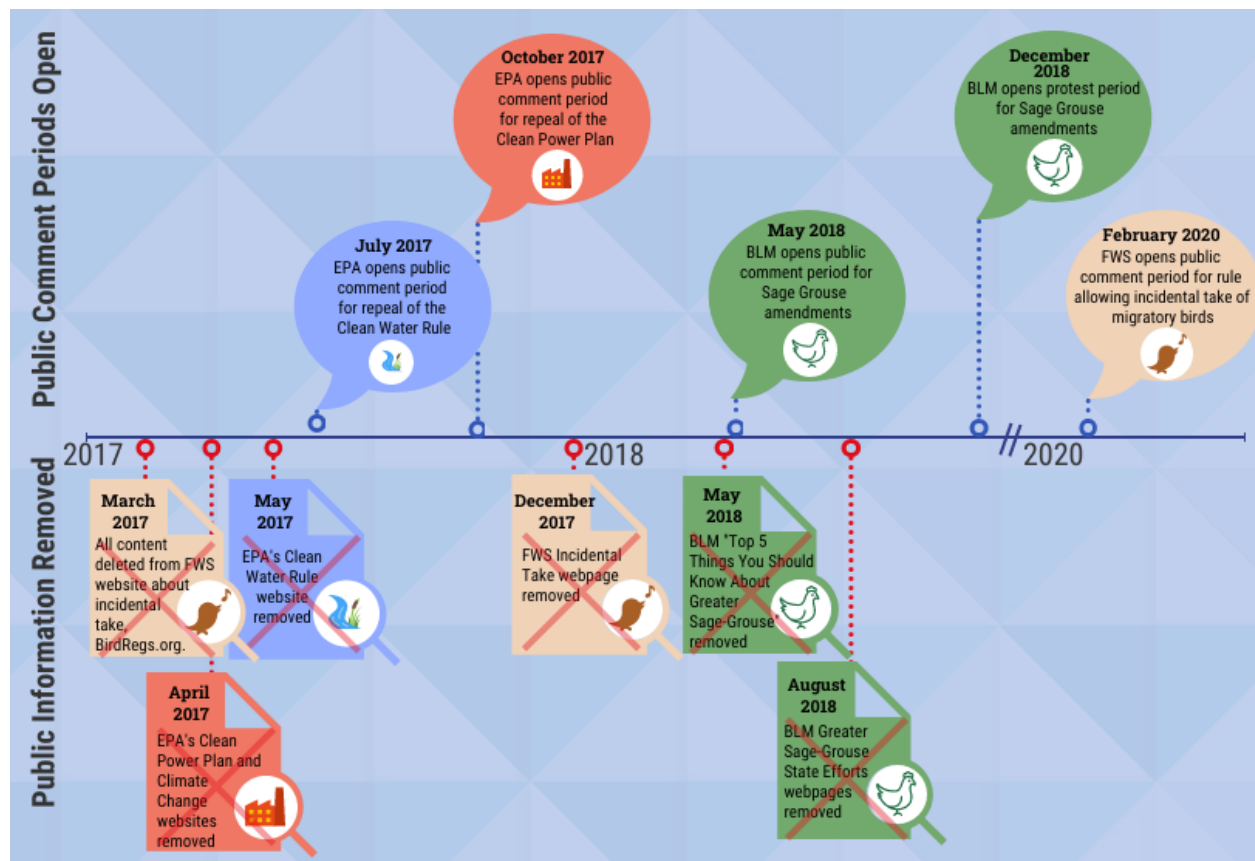 Public Comment Periods Open
October 2017
EPA opens public
comment period
for repeal of the
Clean Power Plan
December
2018
BLM opens protest period
for Sage Grouse
amendments
July 2017
EPA opens public
comment period
for repeal of the
Clean Water Rule
May 2018
BLM opens public
comment period for
Sage Grouse
amendments
February 2020
FWS opens public
comment period for rule
allowing incidental take of
migratory birds
2017
2018
2020
Public Information Removed
March
2017
All content
deleted from FWS
website about
incidental
take,
BirdRegs.org.
May
2017
EPA's Clean
Water Rule
website
removed
December
2017
FWS Incidental
Take webpage
removed
May
2018
BLM "Top 5
Things You Should
Know About
Greater
Sage-Grouse"
removed
April
2017
EPA's Clean
Power Plan and
Climate
Change
websites
removed
August
2018
BLM Greater
Sage-Grouse
State Efforts
webpages
removed